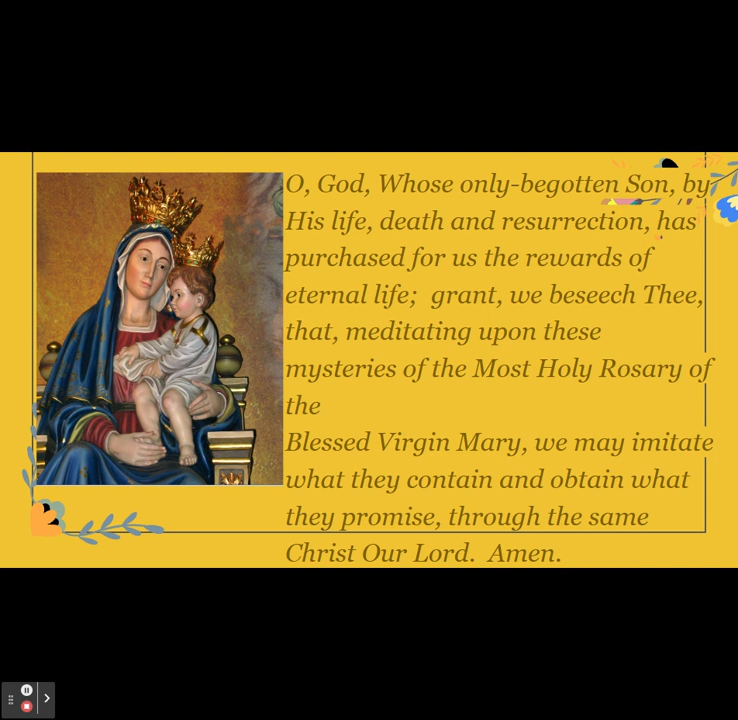 O, God, Whose only-begotten Son, by
His life, death and resurrection, has
purchased for us the rewards of
eternal life;  grant, we beseech Thee,
that, meditating upon these
mysteries of the Most Holy Rosary of
the
Blessed Virgin Mary, we may imitate
what they contain and obtain what
they promise, through the same
Christ Our Lord.  Amen.